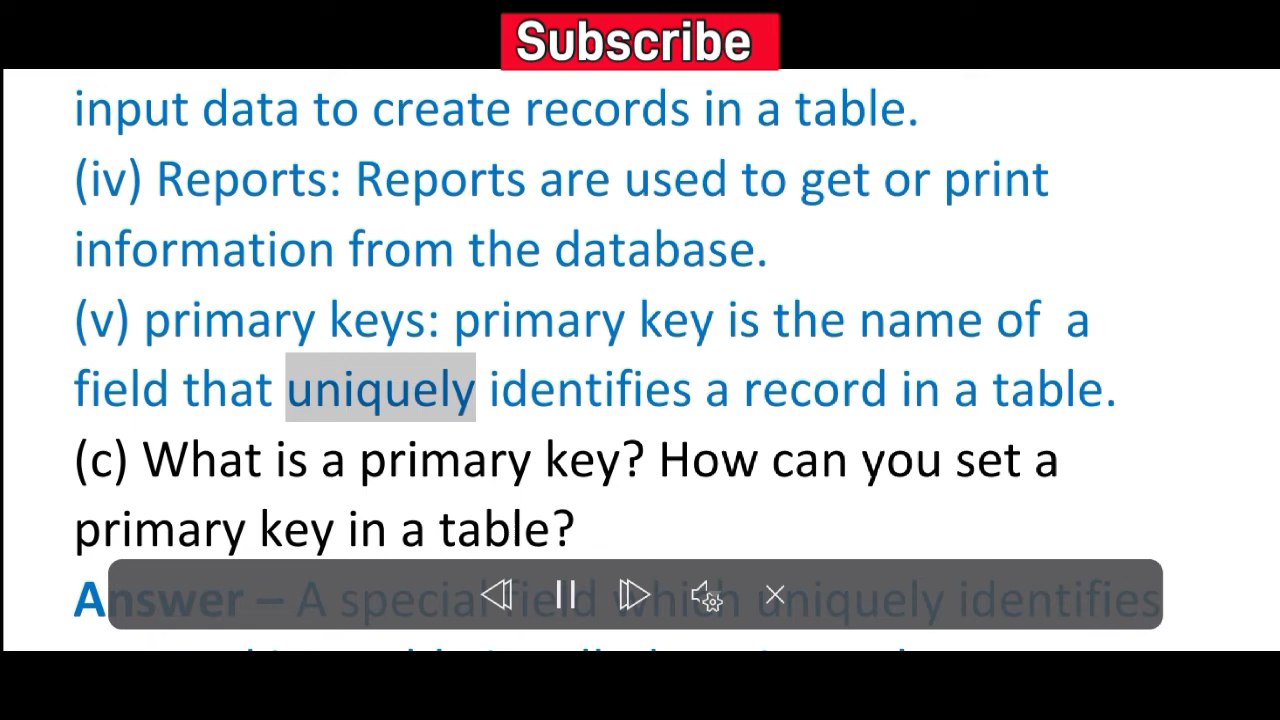 Subscribe
input data to create records in a table.
(iv) Reports: Reports are used to get or print
information from the database.
(v) primary keys: primary key is the name of  a
field that uniquely identifies a record in a table.
(c) What is a primary key? How can you set a
primary key in a table?
Answer – A special field which uniquely identifies